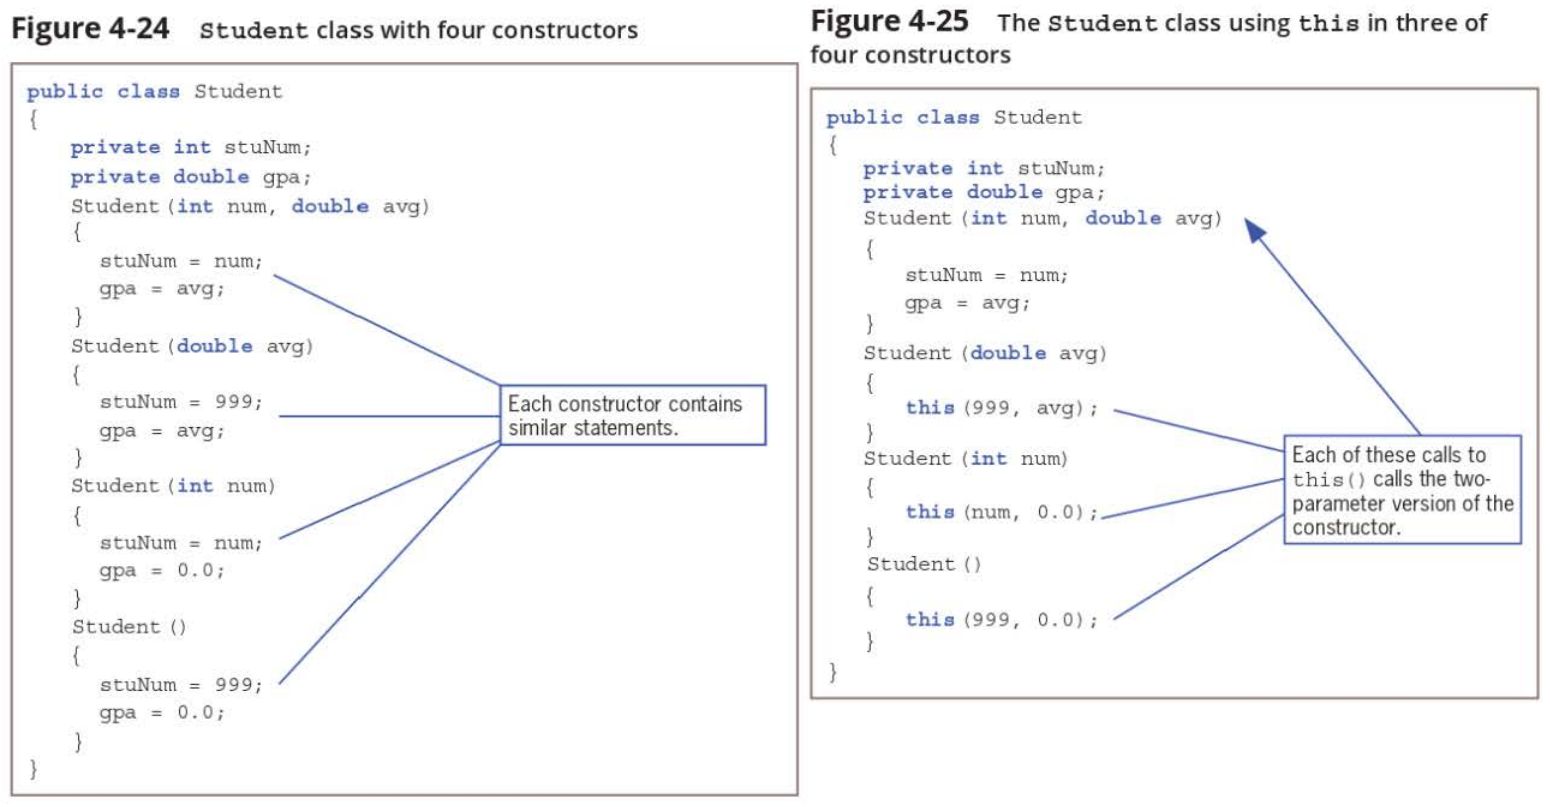 Figure 4-24 Student class with four constructors
public class Student
{
private int stuNum;
private double gpa;
Student (int num, double avg)
{
stuNum = num;
gpa = avg;
}
Student (double avg)
{
stuNum = 999;
gpa = avg;
}
Student (int num)
{
stuNum = num;
gpa = 0.0;
}
Student ()
{
stuNum = 999;
gpa = 0.0;
}
}
Each constructor contains
similar statements.
Figure 4-25 The Student class using this in three of
four constructors
public class Student
{
private int stuNum;
private double gpa;
Student (int num, double avg)
{
stuNum = num;
gpa = avg;
}
Student (double avg)
{
this (999, avg);
}
Student (int num)
{
this (num, 0.0);
}
Student ()
{
this (999, 0.0);
}
}
Each of these calls to
this() calls the two-
parameter version of the
constructor.